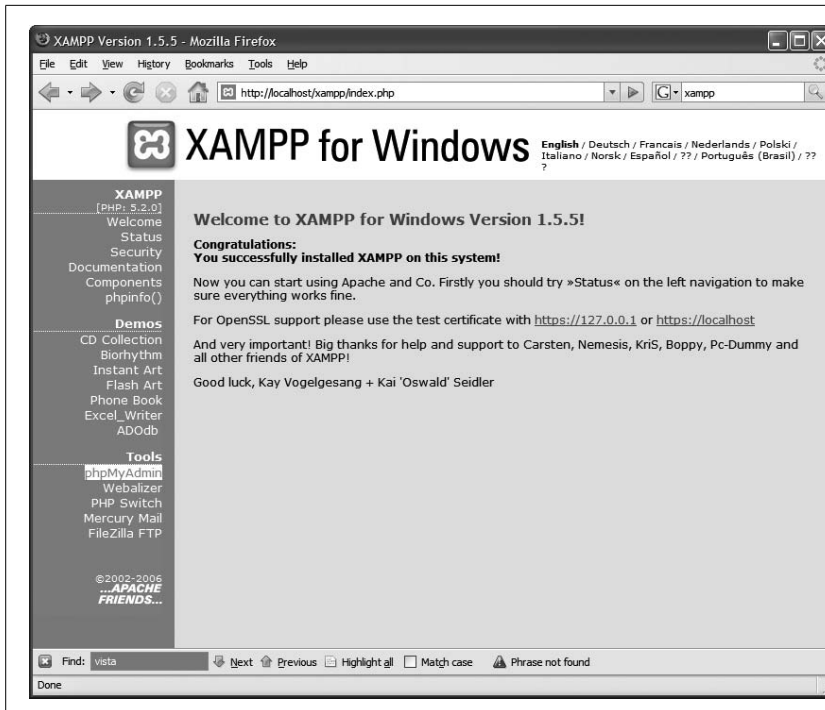 XAMPP Version 1.5.5 - Mozilla Firefox
File Edit View History Bookmarks Tools Help
http://localhost/xampp/index.php
G
xampp
XAMPP for Windows
English / Deutsch / Francais / Nederlands / Polski /
Italiano / Norsk / Español / ?? / Português (Brasil) / ??
?
XAMPP
[PHP: 5.2.0]
Welcome
Status
Security
Documentation
Components
phpinfo()
Demos
CD Collection
Biorhythm
Instant Art
Flash Art
Phone Book
Excel_Writer
ADOdb
Tools
phpMyAdmin
Webalizer
PHP Switch
Mercury Mail
FileZilla FTP
©2002-2006
...APACHE
FRIENDS...
Welcome to XAMPP for Windows Version 1.5.5!
Congratulations:
You successfully installed XAMPP on this system!
Now you can start using Apache and Co. Firstly you should try »Status« on the left navigation to make
sure everything works fine.
For OpenSSL support please use the test certificate with https://127.0.0.1 or https://localhost
And very important! Big thanks for help and support to Carsten, Nemesis, KriS, Boppy, Pc-Dummy and
all other friends of XAMPP!
Good luck, Kay Vogelgesang + Kai 'Oswald' Seidler
Find: vista Next Previous Highlight all Match case Phrase not found
Done